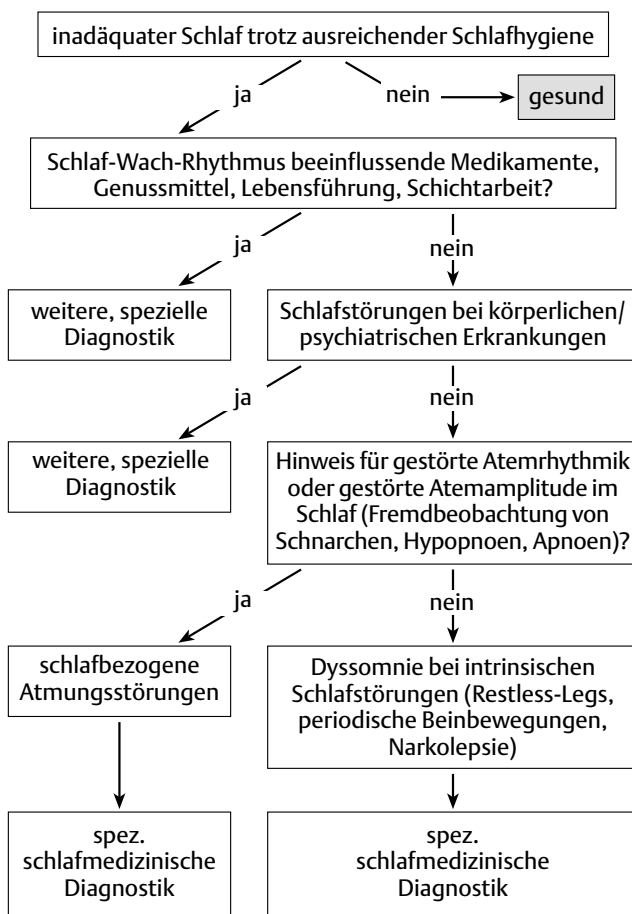 inadäquater Schlaf trotz ausreichender Schlafhygiene
ja
nein
gesund
Schlaf-Wach-Rhythmus beeinflussende Medikamente,
Genussmittel, Lebensführung, Schichtarbeit?
ja
nein
weitere, spezielle
Diagnostik
Schlafstörungen bei körperlichen/
psychiatrischen Erkrankungen
ja
nein
weitere, spezielle
Diagnostik
Hinweis für gestörte Atemrhythmik
oder gestörte Atemamplitude im
Schlaf (Fremdbeobachtung von
Schnarchen, Hypopnoen, Apnoen)?
ja
nein
schlafbezogene
Atmungsstörungen
Dyssomnie bei intrinsischen
Schlafstörungen (Restless-Legs,
periodische Beinbewegungen,
Narkolepsie)
spez.
schlafmedizinische
Diagnostik
spez.
schlafmedizinische
Diagnostik